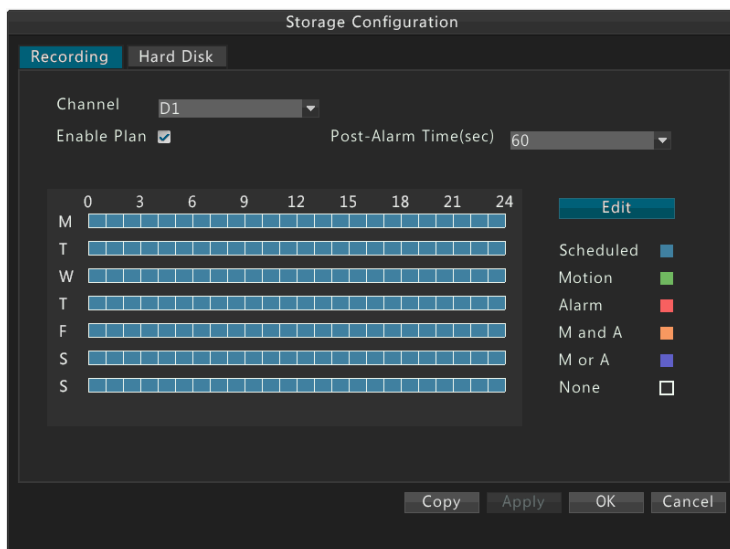 Storage Configuration
Recording Hard Disk
Channel D1
Enable Plan Post-Alarm Time(sec) 60
0 3 6 9 12 15 18 21 24
Edit
M
T
W
T
F
S
S
Scheduled
Motion
Alarm
M and A
M or A
None
Copy Apply OK Cancel